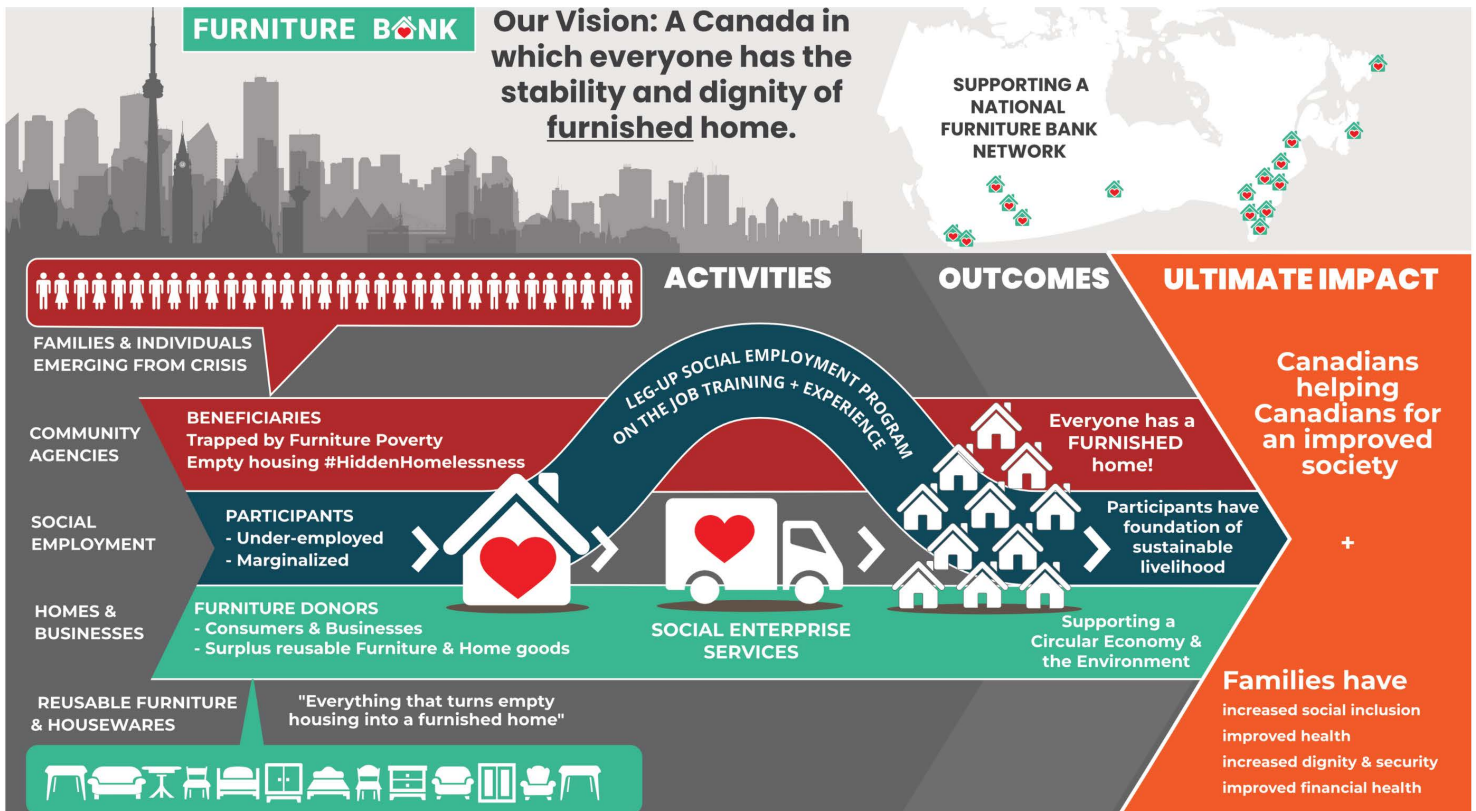 FURNITURE BANK
Our Vision: A Canada in
which everyone has the
stability and dignity of
furnished home.
SUPPORTING A
NATIONAL
FURNITURE BANK
NETWORK
ACTIVITIES
OUTCOMES
ULTIMATE IMPACT
FAMILIES & INDIVIDUALS
EMERGING FROM CRISIS
COMMUNITY
AGENCIES
BENEFICIARIES
Trapped by Furniture Poverty
Empty housing #HiddenHomelessness
LEG-UP SOCIAL EMPLOYMENT PROGRAM
ON THE JOB TRAINING + EXPERIENCE
Everyone has a
FURNISHED
home!
SOCIAL
EMPLOYMENT
PARTICIPANTS
- Under-employed
- Marginalized
Participants have
foundation of
sustainable
livelihood
HOMES &
BUSINESSES
FURNITURE DONORS
- Consumers & Businesses
- Surplus reusable Furniture & Home goods
SOCIAL ENTERPRISE
SERVICES
Supporting a
Circular Economy &
the Environment
REUSABLE FURNITURE
& HOUSEWARES
"Everything that turns empty
housing into a furnished home"
Canadians
helping
Canadians for
an improved
society
+
Families have
increased social inclusion
improved health
increased dignity & security
improved financial health